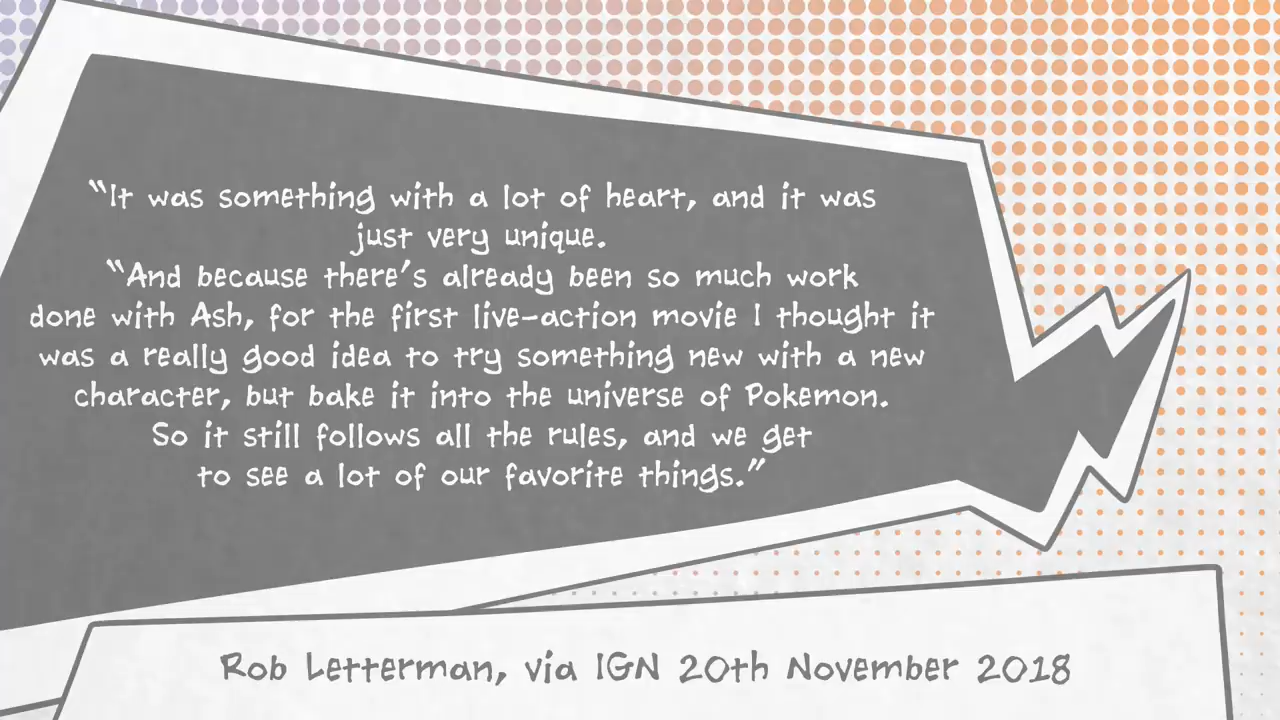 “It was something with a lot of heart, and it was
just very unique.
“And because there’s already been so much work
done with Ash, for the first live-action movie I thought it
was a really good idea to try something new with a new
character, but bake it into the universe of Pokemon.
So it still follows all the rules, and we get
to see a lot of our favorite things.”
Rob Letterman, via IGN 20th November 2018